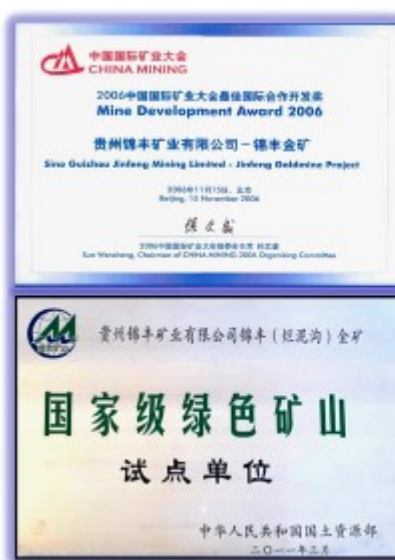 中国国际矿业大会
CHINA MINING
2006中国国际矿业大会最佳国际合作开发奖
Mine Development Award 2006
贵州锦丰矿业有限公司－锦丰金矿
Sino Guizhou Jinfeng Mining Limited - Jinfeng Goldmine Project
2006年11月15日，北京
Beijing, 15 November 2006
2006中国国际矿业大会组委会主席
Sun Wensheng, Chairman of CHINA MINING 2006 Organizing Committee
贵州锦丰矿业有限公司锦丰（烂泥沟）金矿
国家级绿色矿山
试点单位
中华人民共和国国土资源部
二〇一一年三月